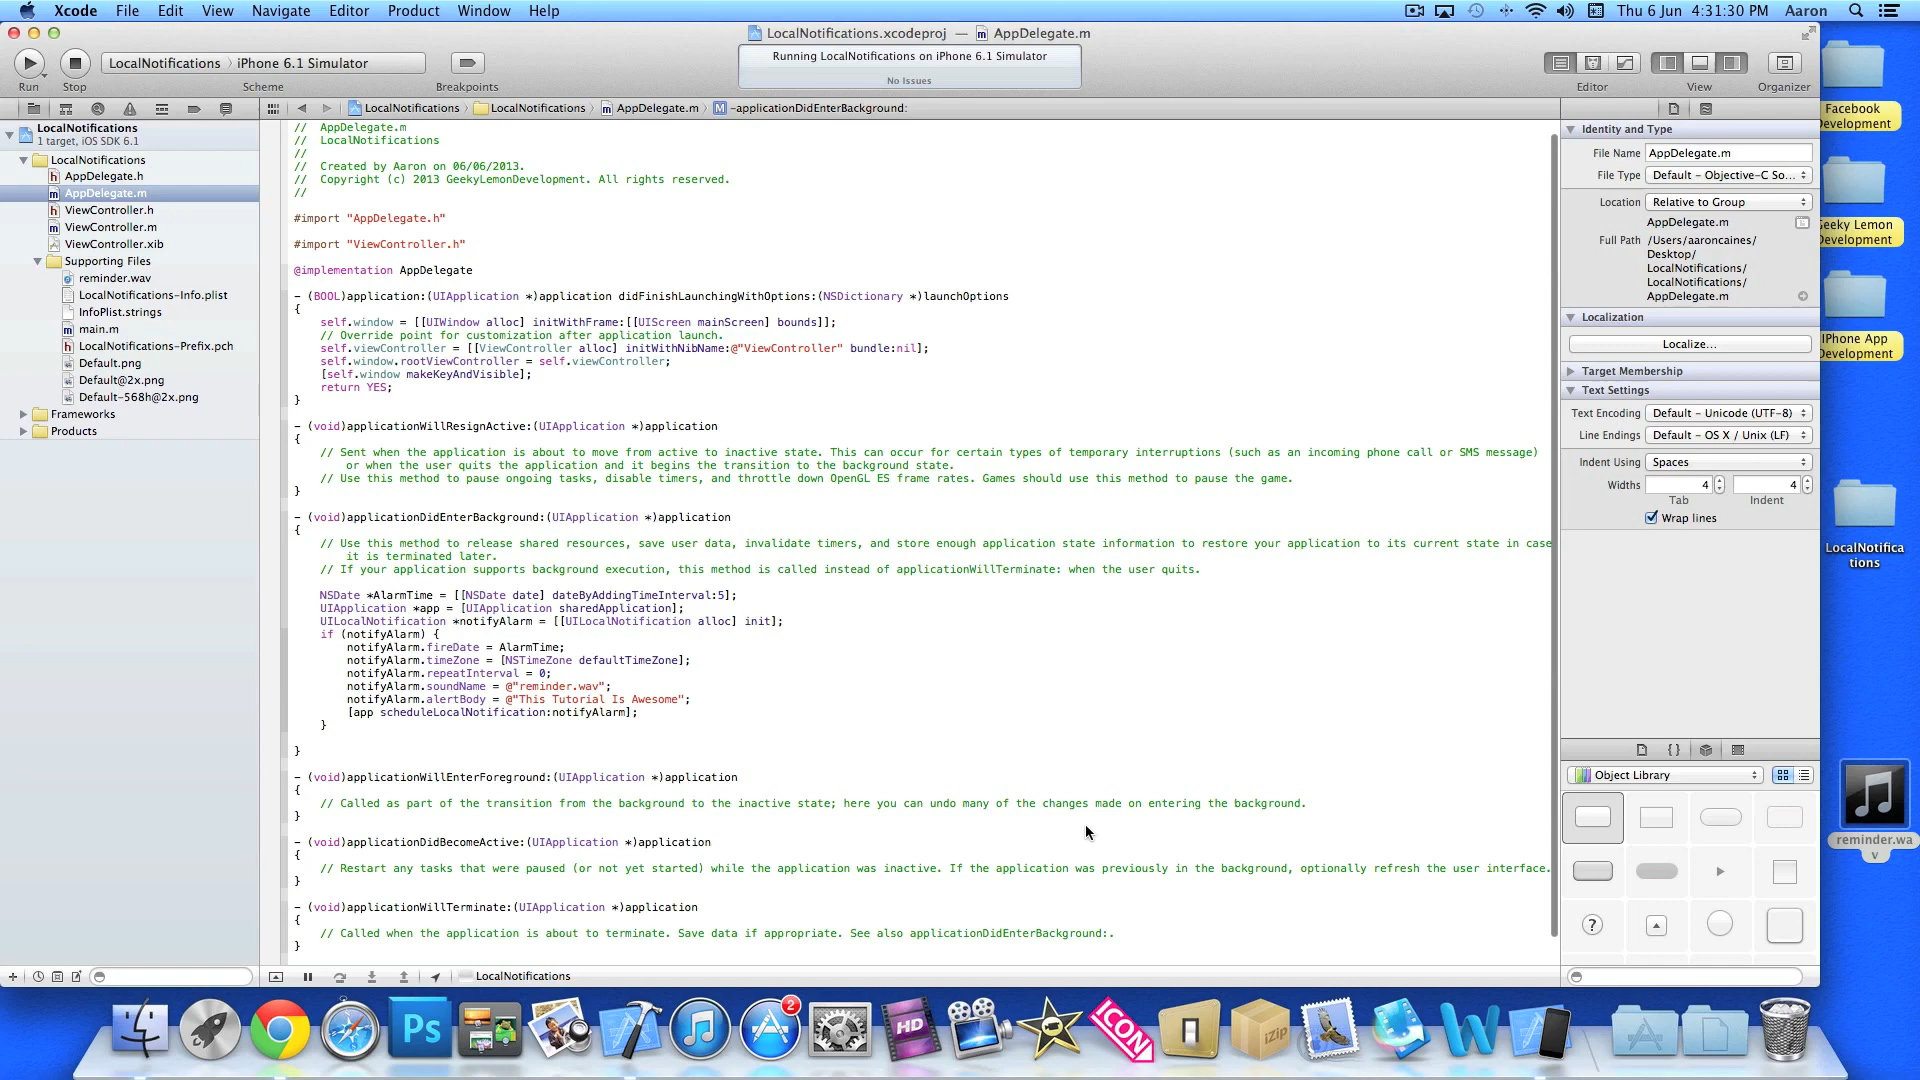 Xcode File Edit View Navigate Editor Product Window Help Thu 6 Jun 4:31:30 PM Aaron
LocalNotifications.xcodeproj — AppDelegate.m
LocalNotifications iPhone 6.1 Simulator
Running LocalNotifications on iPhone 6.1 Simulator
No Issues
Run Stop Scheme Breakpoints Editor View Organizer
LocalNotifications LocalNotifications AppDelegate.m -applicationDidEnterBackground:
LocalNotifications
1 target, iOS SDK 6.1
LocalNotifications
AppDelegate.h
AppDelegate.m
ViewController.h
ViewController.m
ViewController.xib
Supporting Files
reminder.wav
LocalNotifications-Info.plist
InfoPlist.strings
main.m
LocalNotifications-Prefix.pch
Default.png
Default@2x.png
Default-568h@2x.png
Frameworks
Products
// AppDelegate.m
// LocalNotifications
//
// Created by Aaron on 06/06/2013.
// Copyright (c) 2013 GeekyLemonDevelopment. All rights reserved.
//
#import "AppDelegate.h"
#import "ViewController.h"
@implementation AppDelegate
- (BOOL)application:(UIApplication *)application didFinishLaunchingWithOptions:(NSDictionary *)launchOptions
{
self.window = [[UIWindow alloc] initWithFrame:[[UIScreen mainScreen] bounds]];
// Override point for customization after application launch.
self.viewController = [[ViewController alloc] initWithNibName:@"ViewController" bundle:nil];
self.window.rootViewController = self.viewController;
[self.window makeKeyAndVisible];
return YES;
}
- (void)applicationWillResignActive:(UIApplication *)application
{
// Sent when the application is about to move from active to inactive state. This can occur for certain types of temporary interruptions (such as an incoming phone call or SMS message)
or when the user quits the application and it begins the transition to the background state.
// Use this method to pause ongoing tasks, disable timers, and throttle down OpenGL ES frame rates. Games should use this method to pause the game.
}
- (void)applicationDidEnterBackground:(UIApplication *)application
{
// Use this method to release shared resources, save user data, invalidate timers, and store enough application state information to restore your application to its current state in case
it is terminated later.
// If your application supports background execution, this method is called instead of applicationWillTerminate: when the user quits.
NSDate *AlarmTime = [[NSDate date] dateByAddingTimeInterval:5];
UIApplication *app = [UIApplication sharedApplication];
UILocalNotification *notifyAlarm = [[UILocalNotification alloc] init];
if (notifyAlarm) {
notifyAlarm.fireDate = AlarmTime;
notifyAlarm.timeZone = [NSTimeZone defaultTimeZone];
notifyAlarm.repeatInterval = 0;
notifyAlarm.soundName = @"reminder.wav";
notifyAlarm.alertBody = @"This Tutorial Is Awesome";
[app scheduleLocalNotification:notifyAlarm];
}
}
- (void)applicationWillEnterForeground:(UIApplication *)application
{
// Called as part of the transition from the background to the inactive state; here you can undo many of the changes made on entering the background.
}
- (void)applicationDidBecomeActive:(UIApplication *)application
{
// Restart any tasks that were paused (or not yet started) while the application was inactive. If the application was previously in the background, optionally refresh the user interface.
}
- (void)applicationWillTerminate:(UIApplication *)application
{
// Called when the application is about to terminate. Save data if appropriate. See also applicationDidEnterBackground:.
}
LocalNotifications
Identity and Type
File Name AppDelegate.m
File Type Default - Objective-C So...
Location Relative to Group
AppDelegate.m
Full Path /Users/aaroncaines/
Desktop/
LocalNotifications/
LocalNotifications/
AppDelegate.m
Localization
Localize...
Target Membership
Text Settings
Text Encoding Default - Unicode (UTF-8)
Line Endings Default - OS X / Unix (LF)
Indent Using Spaces
Widths 4 4
Tab Indent
Wrap lines
{}
Object Library
?
Facebook
Development
Geeky Lemon
Development
iPhone App
Development
LocalNotifica
tions
reminder.wa
v
Ps
2
HD
ICON
iZip
W